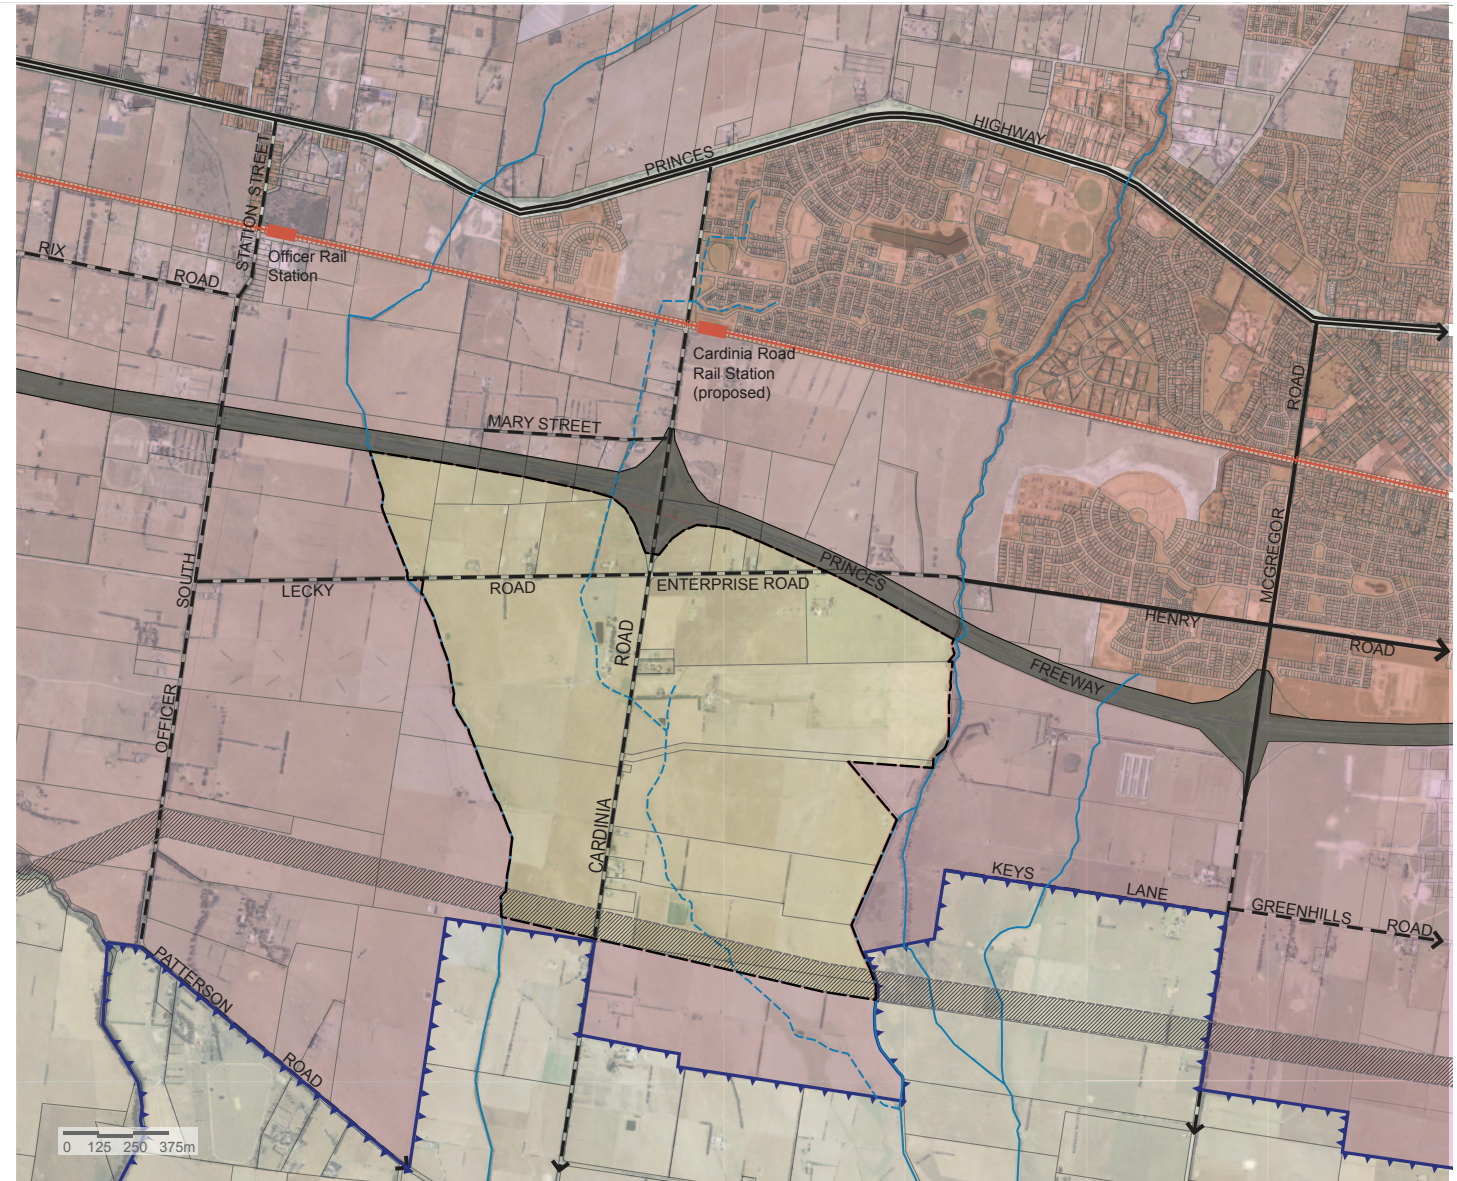 HIGHWAY
PRINCES
STATION STREET
RIX
ROAD
Officer Rail
Station
Cardinia Road
Rail Station
(proposed)
ROAD
MARY STREET
SOUTH
LECKY
ROAD
ENTERPRISE ROAD
PRINCES
MCGREGOR
HENRY
ROAD
ROAD
FREEWAY
OFFICER
CARDINIA
KEYS
LANE
GREENHILLS
ROAD
PATTERSON
ROAD
0 125 250 375m